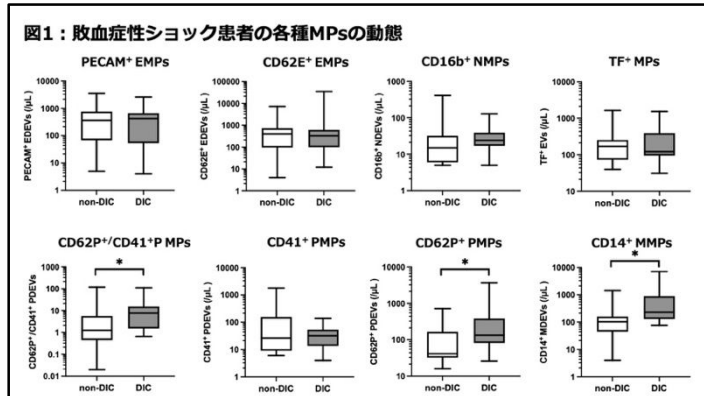 図1：敗血症性ショック患者の各種MPsの動態
PECAM⁺ EMPs
CD62E⁺ EMPs
CD16b⁺ NMPs
TF⁺ MPs
PECAM⁺ EDEVs (/μL)
10000
1000
100
10
1
non-DIC
DIC
CD62E⁺ EDEVs (/μL)
100000
10000
1000
100
10
1
non-DIC
DIC
CD16b⁺ NDEVs (/μL)
1000
100
10
1
non-DIC
DIC
TF⁺ EVs (/μL)
10000
1000
100
10
non-DIC
DIC
CD62P⁺/CD41⁺P MPs
CD41⁺ PMPs
CD62P⁺ PMPs
CD14⁺ MMPs
CD62P⁺/CD41⁺ PDEVs
1000
100
10
1
0.1
0.01
*
non-DIC
DIC
CD41⁺ PDEVs (/μL)
10000
1000
100
10
1
non-DIC
DIC
CD62P⁺ PDEVs (/μL)
10000
1000
100
10
*
non-DIC
DIC
CD14⁺ MDEVs (/μL)
10000
1000
100
10
1
*
non-DIC
DIC